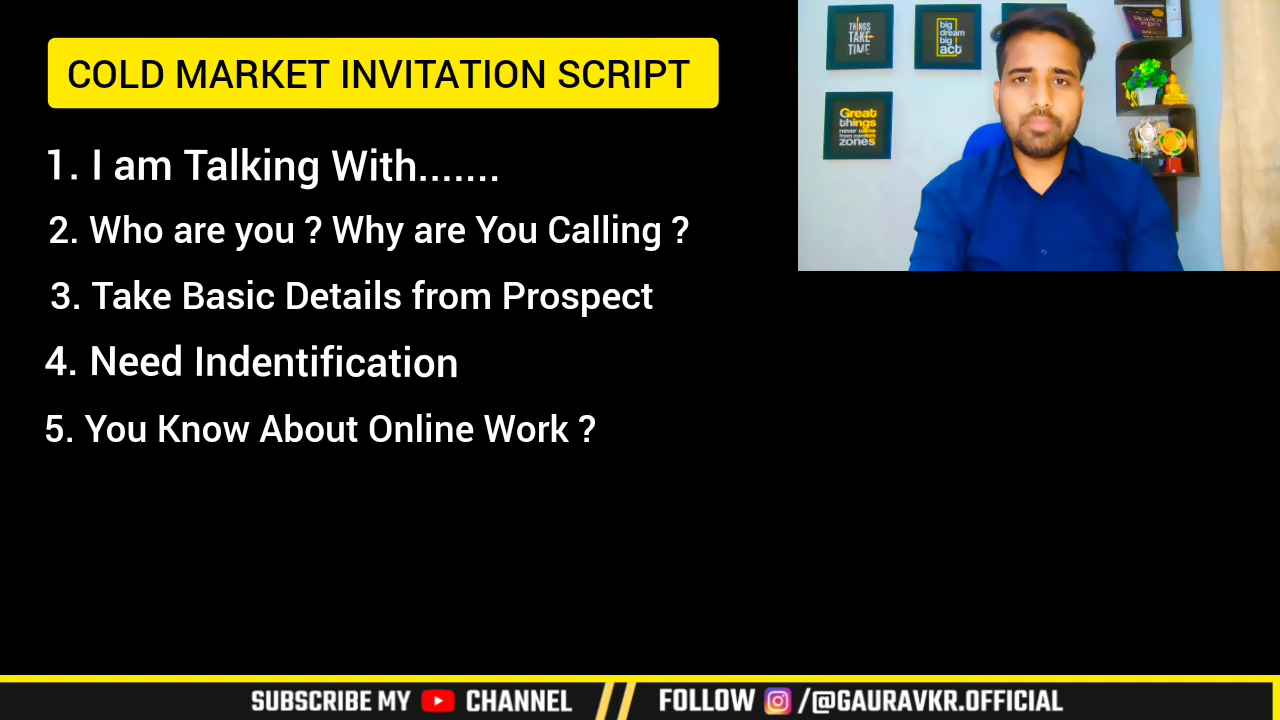 COLD MARKET INVITATION SCRIPT
1. I am Talking With.......
2. Who are you ? Why are You Calling ?
3. Take Basic Details from Prospect
4. Need Indentification
5. You Know About Online Work ?
THINGS
TAKE
TIME
big
dream
big
act
Great
things
never came
from comfort
zones
SUBSCRIBE MY CHANNEL // FOLLOW /@GAURAVKR.OFFICIAL